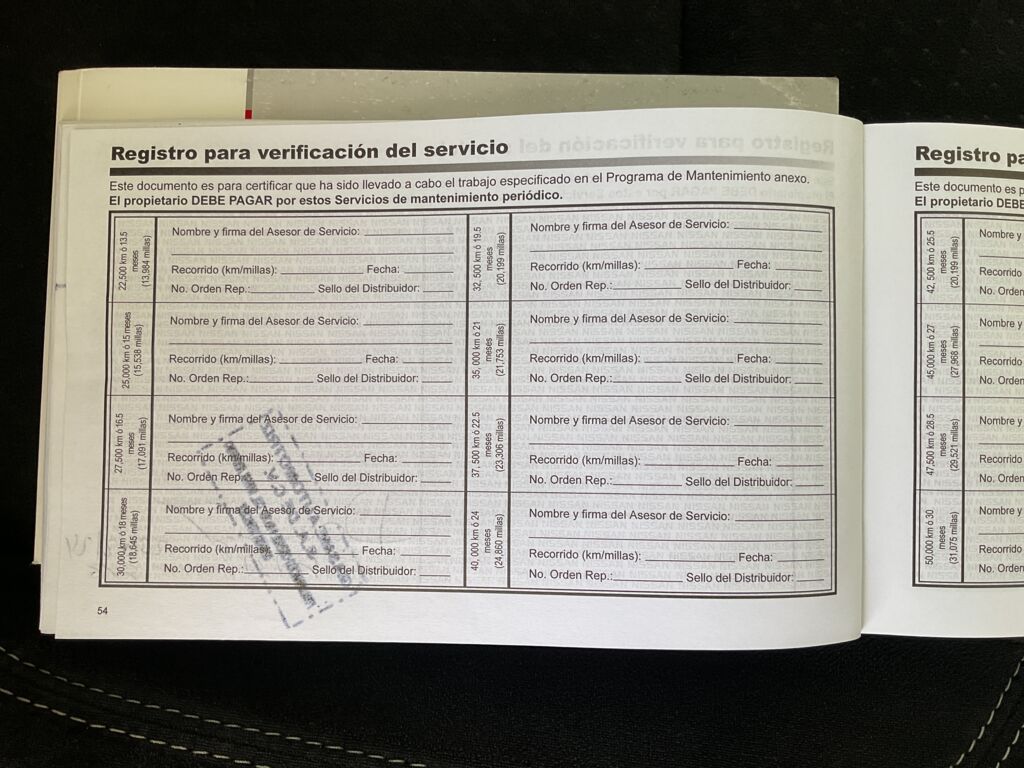 Registro para verificación del servicio
Este documento es para certificar que ha sido llevado a cabo el trabajo especificado en el Programa de Mantenimiento anexo.
El propietario DEBE PAGAR por estos Servicios de mantenimiento periódico.
22,500 km ó 13.5
meses
(13,984 millas)
Nombre y firma del Asesor de Servicio:
Recorrido (km/millas): Fecha:
No. Orden Rep.: Sello del Distribuidor:
25,000 km ó 15 meses
(15,538 millas)
Nombre y firma del Asesor de Servicio:
Recorrido (km/millas): Fecha:
No. Orden Rep.: Sello del Distribuidor:
27,500 km ó 16.5
meses
(17,091 millas)
Nombre y firma del Asesor de Servicio:
Recorrido (km/millas): Fecha:
No. Orden Rep. Sello del Distribuidor:
30,000 km ó 18 meses
(18,645 millas)
Nombre y firma del Asesor de Servicio:
Recorrido (km/millas): Fecha:
No. Orden Rep.: Sello del Distribuidor:
32,500 km ó 19.5
meses
(20,199 millas)
Nombre y firma del Asesor de Servicio:
Recorrido (km/millas): Fecha:
No. Orden Rep.: Sello del Distribuidor:
35,000 km ó 21
meses
(21,753 millas)
Nombre y firma del Asesor de Servicio:
Recorrido (km/millas): Fecha:
No. Orden Rep.: Sello del Distribuidor:
37,500 km ó 22.5
meses
(23,306 millas)
Nombre y firma del Asesor de Servicio:
Recorrido (km/millas): Fecha:
No. Orden Rep.: Sello del Distribuidor:
40,000 km ó 24
meses
(24,860 millas)
Nombre y firma del Asesor de Servicio:
Recorrido (km/millas): Fecha:
No. Orden Rep.: Sello del Distribuidor:
54
Registro pa
Este documento es p
El propietario DEBE
42,500 km ó 25.5
meses
(20,199 millas)
Nombre y
Recorrido
No. Orden
45,000 km ó 27
meses
(27,968 millas)
Nombre y
Recorrido
No. Orden
47,500 km ó 28.5
meses
(29,521 millas)
Nombre y
Recorrido
No. Orden
50,000 km ó 30
meses
(31,075 millas)
Nombre y
Recorrido
No. Orden